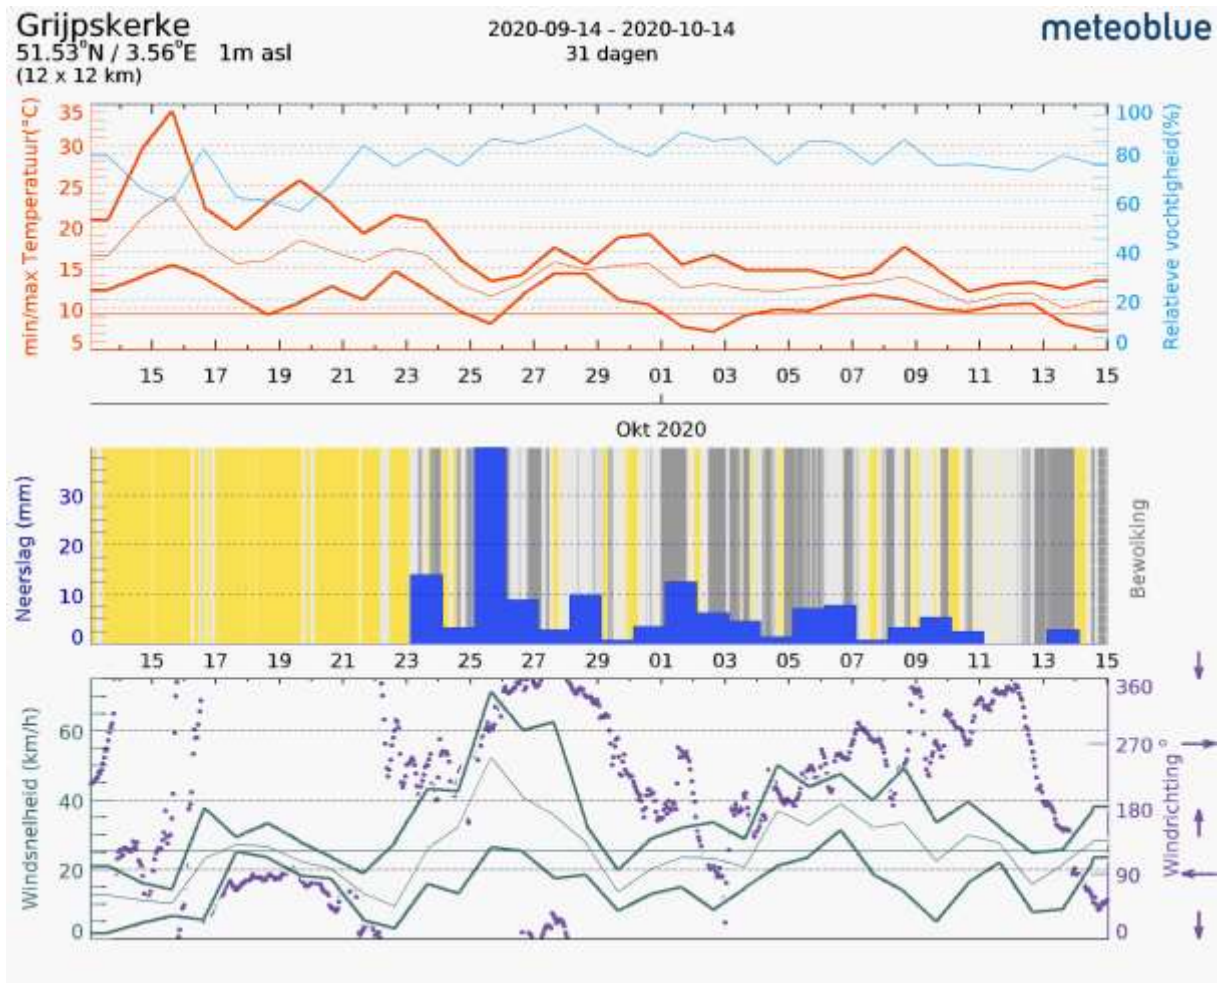 Grijpskerke
2020-09-14 - 2020-10-14
meteoblue
51.53°N / 3.56°E 1m asl
31 dagen
(12 x 12 km)
min/max Temperatuur(°C)
35
30
25
20
15
10
5
100
80
60
40
20
0
Relatieve vochtigheid(%)
15 17 19 21 23 25 27 29 01 03 05 07 09 11 13 15
Okt 2020
Neerslag (mm)
30
20
10
0
Bewolking
15 17 19 21 23 25 27 29 01 03 05 07 09 11 13 15
Windsnelheid (km/h)
60
40
20
0
360
270
180
90
0
Windrichting °